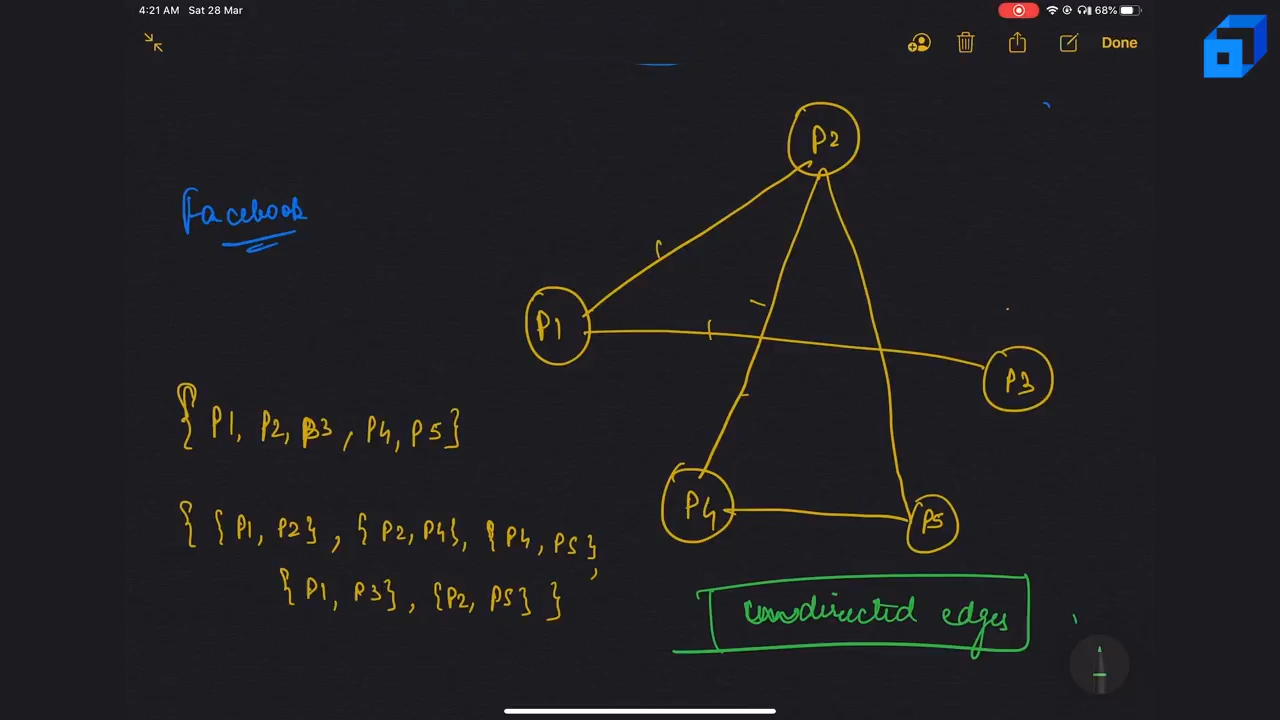 4:21 AM Sat 28 Mar
68%
Done
P2
Facebook
P1
P3
{ P1, P2, P3, P4, P5 }
P4
P5
{ { P1, P2 }, { P2, P4 }, { P4, P5 },
{ P1, P3 }, { P2, P5 } }
undirected edges